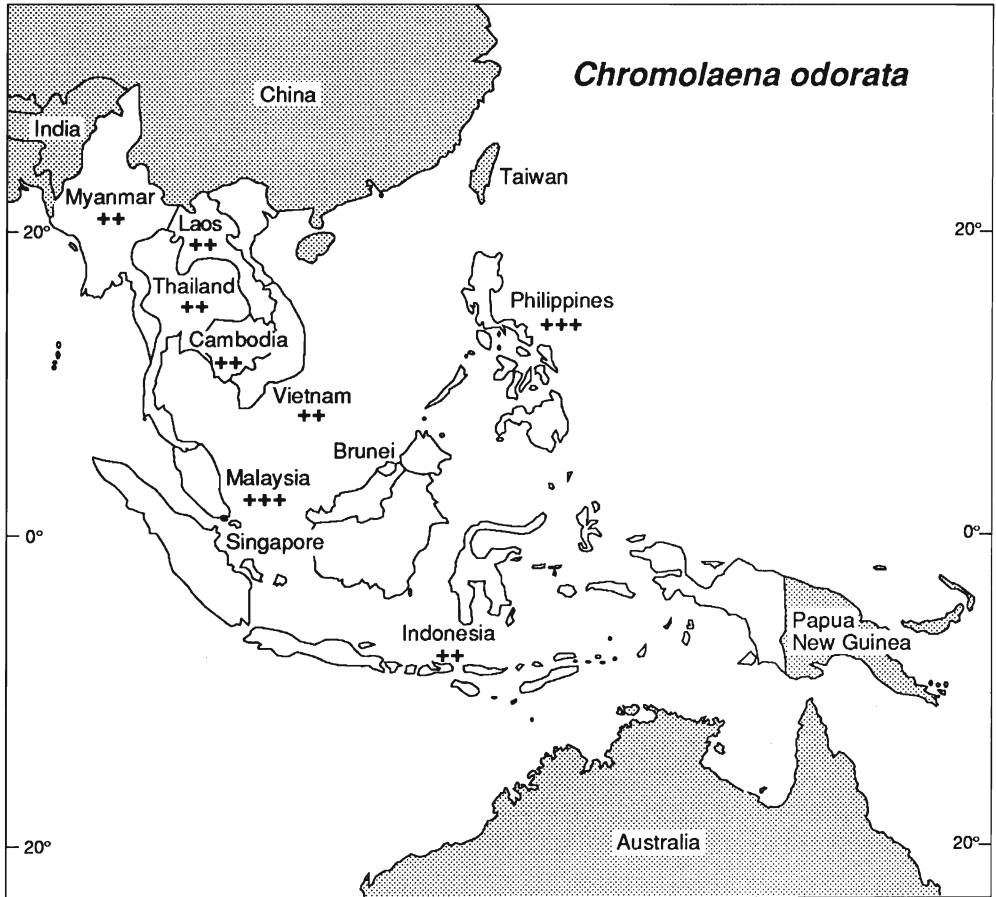 Chromolaena odorata
China
India
Taiwan
Myanmar
++
Laos
++
20°
20°
Thailand
++
Philippines
+++
Cambodia
++
Vietnam
++
Brunei
Malaysia
+++
0°
0°
Singapore
Indonesia
++
Papua
New Guinea
Australia
20°
20°